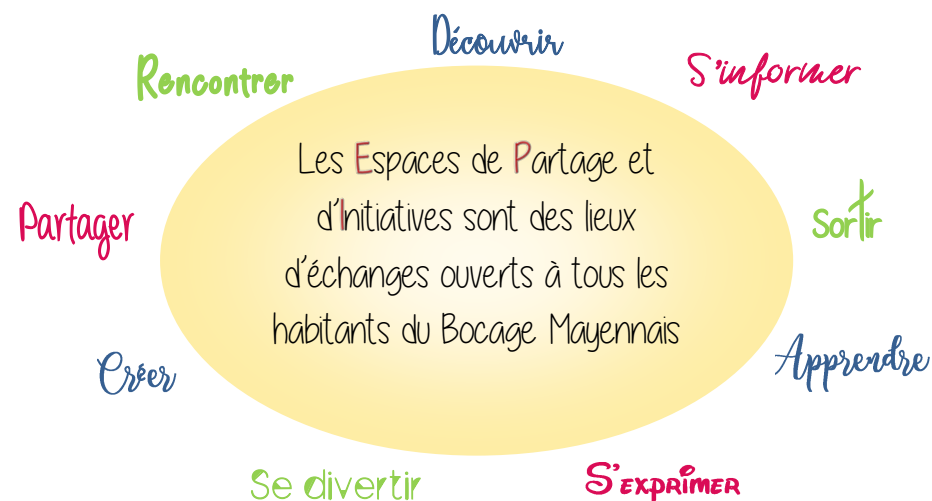 Découvrir
Rencontrer
S'informer
Les Espaces de Partage et
d'Initiatives sont des lieux
d'échanges ouverts à tous les
habitants du Bocage Mayennais
Partager
Sortir
Créer
Apprendre
Se divertir
S'exprimer